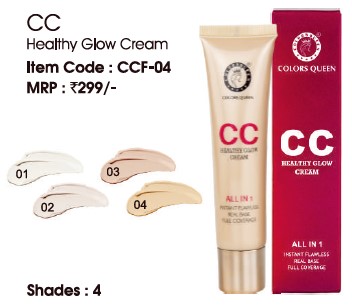 CC
Healthy Glow Cream
Item Code : CCF-04
MRP : ₹299/-
01
03
02
04
Shades : 4
COLORS QUEEN
CC
HEALTHY GLOW
CREAM
ALL IN 1
INSTANT FLAWLESS
REAL BASE
FULL COVERAGE
COLORS QUEEN
CC
HEALTHY GLOW
CREAM
ALL IN 1
INSTANT FLAWLESS
REAL BASE
FULL COVERAGE